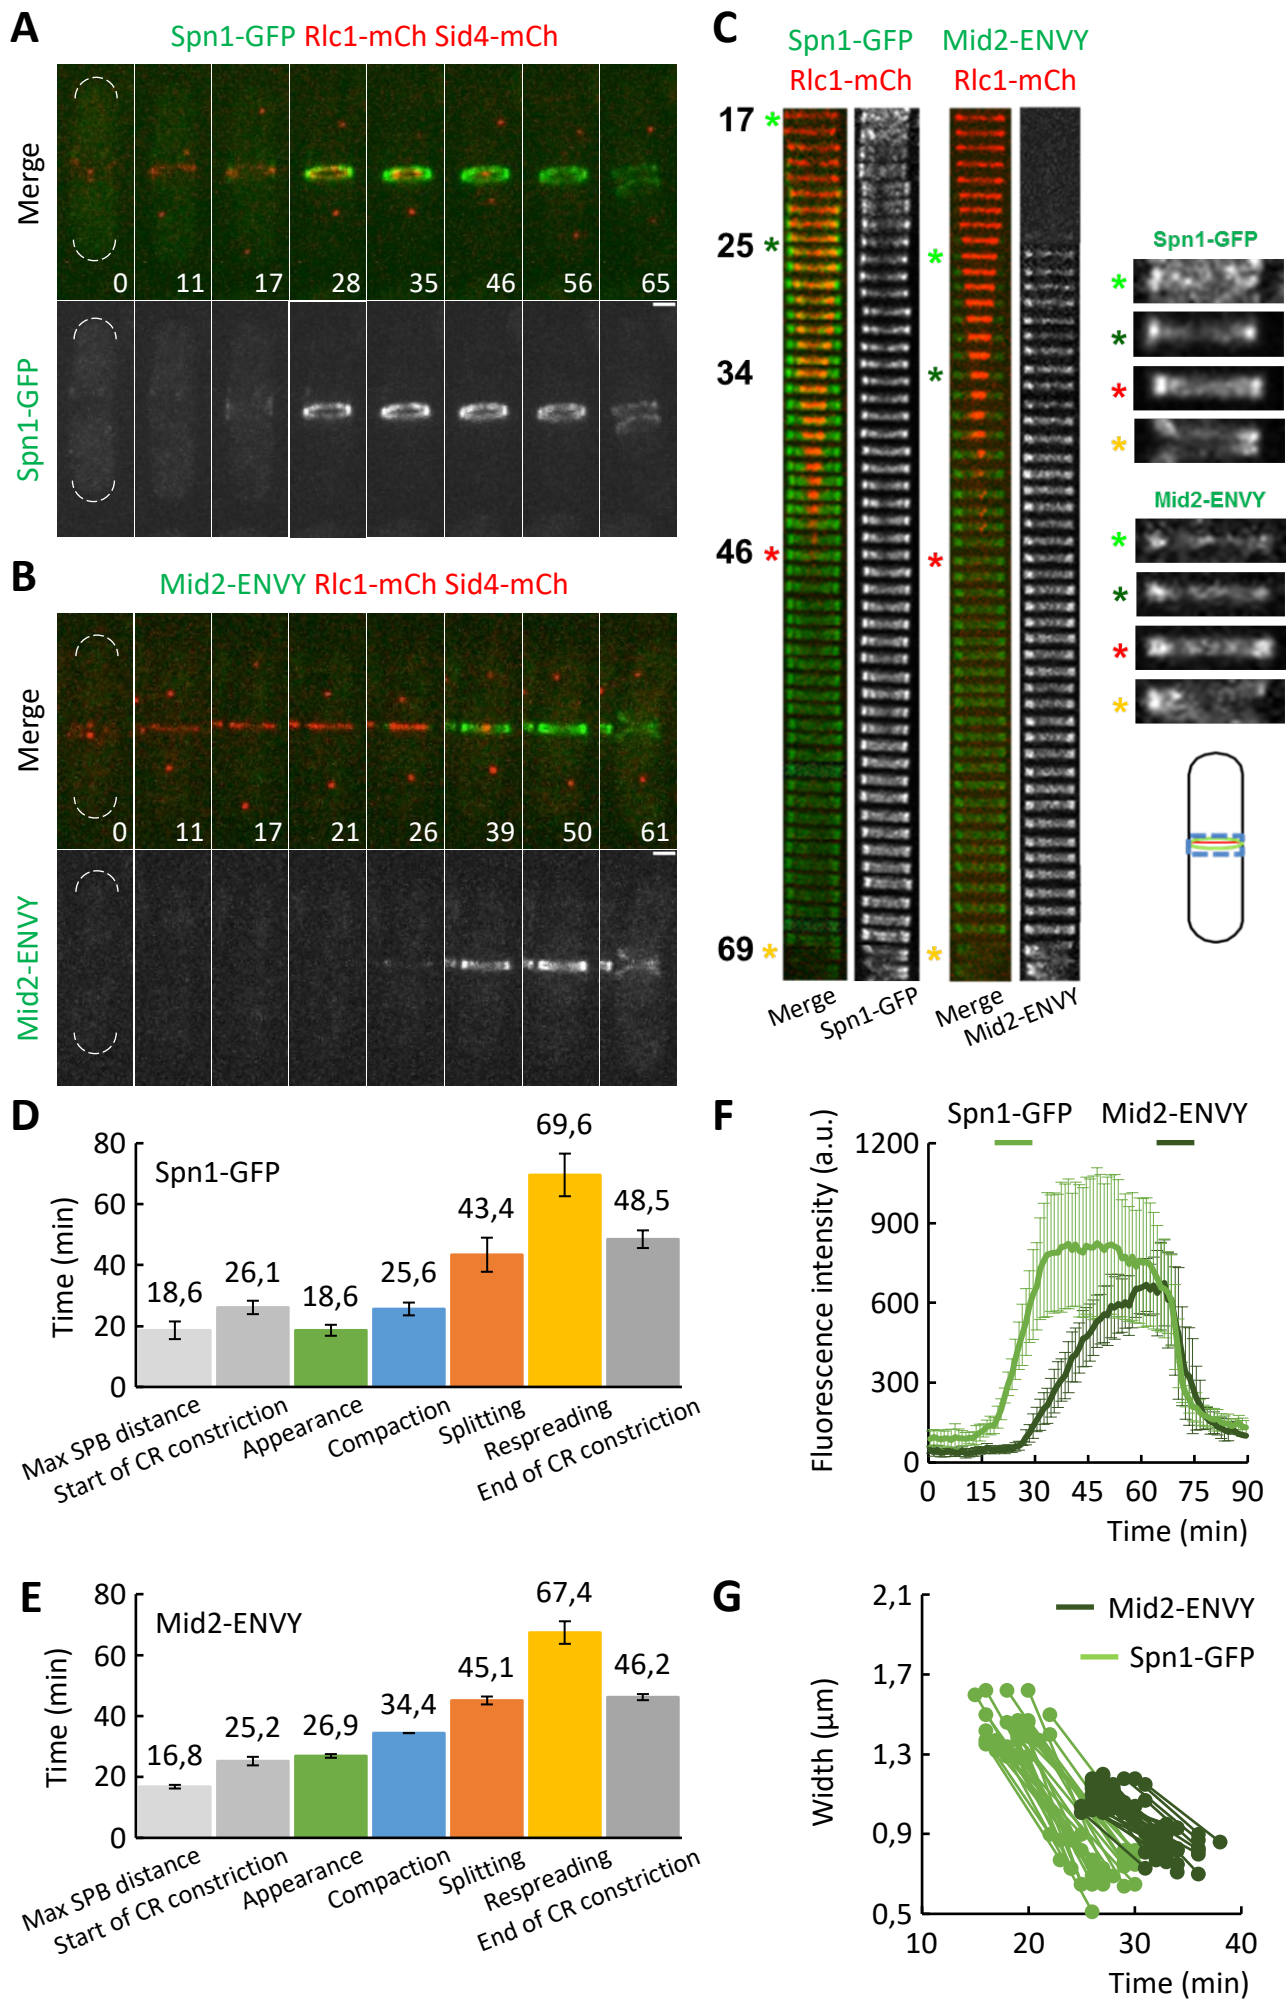 A
Spn1-GFP Rlc1-mCh Sid4-mCh
Merge
0 11 17 28 35 46 56 65
Spn1-GFP
B
Mid2-ENVY Rlc1-mCh Sid4-mCh
Merge
0 11 17 21 26 39 50 61
Mid2-ENVY
C
Spn1-GFP Mid2-ENVY
Rlc1-mCh Rlc1-mCh
17 *
25 * *
34 *
46 * *
69 * *
Merge Spn1-GFP Merge Mid2-ENVY
Spn1-GFP
*
*
*
*
Mid2-ENVY
*
*
*
*
D
Spn1-GFP
Time (min)
80
60
40
20
0
18,6 26,1 18,6 25,6 43,4 69,6 48,5
Max SPB distance
Start of CR constriction
Appearance
Compaction
Splitting
Respreading
End of CR constriction
E
Mid2-ENVY
Time (min)
80
60
40
20
0
16,8 25,2 26,9 34,4 45,1 67,4 46,2
Max SPB distance
Start of CR constriction
Appearance
Compaction
Splitting
Respreading
End of CR constriction
F
Spn1-GFP Mid2-ENVY
Fluorescence intensity (a.u.)
1200
900
600
300
0
0 15 30 45 60 75 90
Time (min)
G
Mid2-ENVY
Spn1-GFP
Width (µm)
2,1
1,7
1,3
0,9
0,5
10 20 30 40
Time (min)